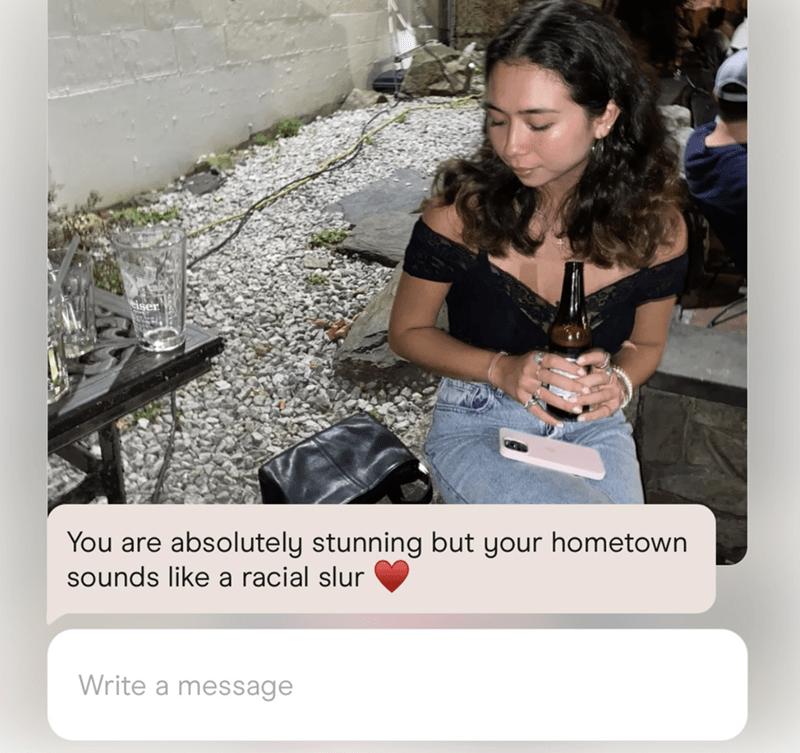 iser
You are absolutely stunning but your hometown
sounds like a racial slur ❤️
Write a message